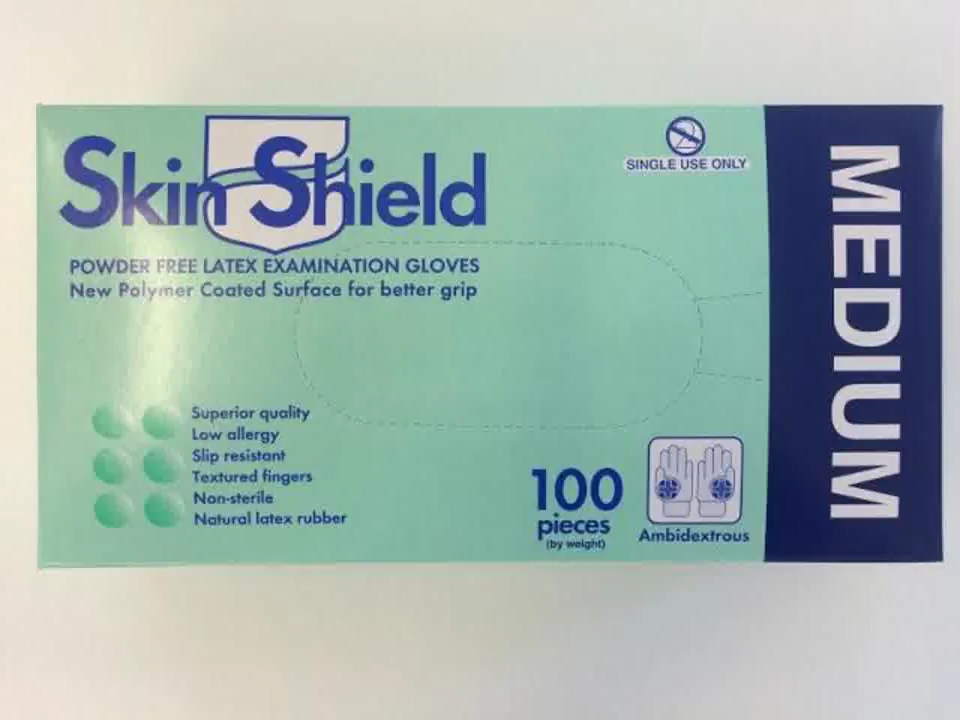 Skin Shield
SINGLE USE ONLY
POWDER FREE LATEX EXAMINATION GLOVES
New Polymer Coated Surface for better grip
Superior quality
Low allergy
Slip resistant
Textured fingers
Non-sterile
Natural latex rubber
100
pieces
(by weight)
Ambidextrous
MEDIUM